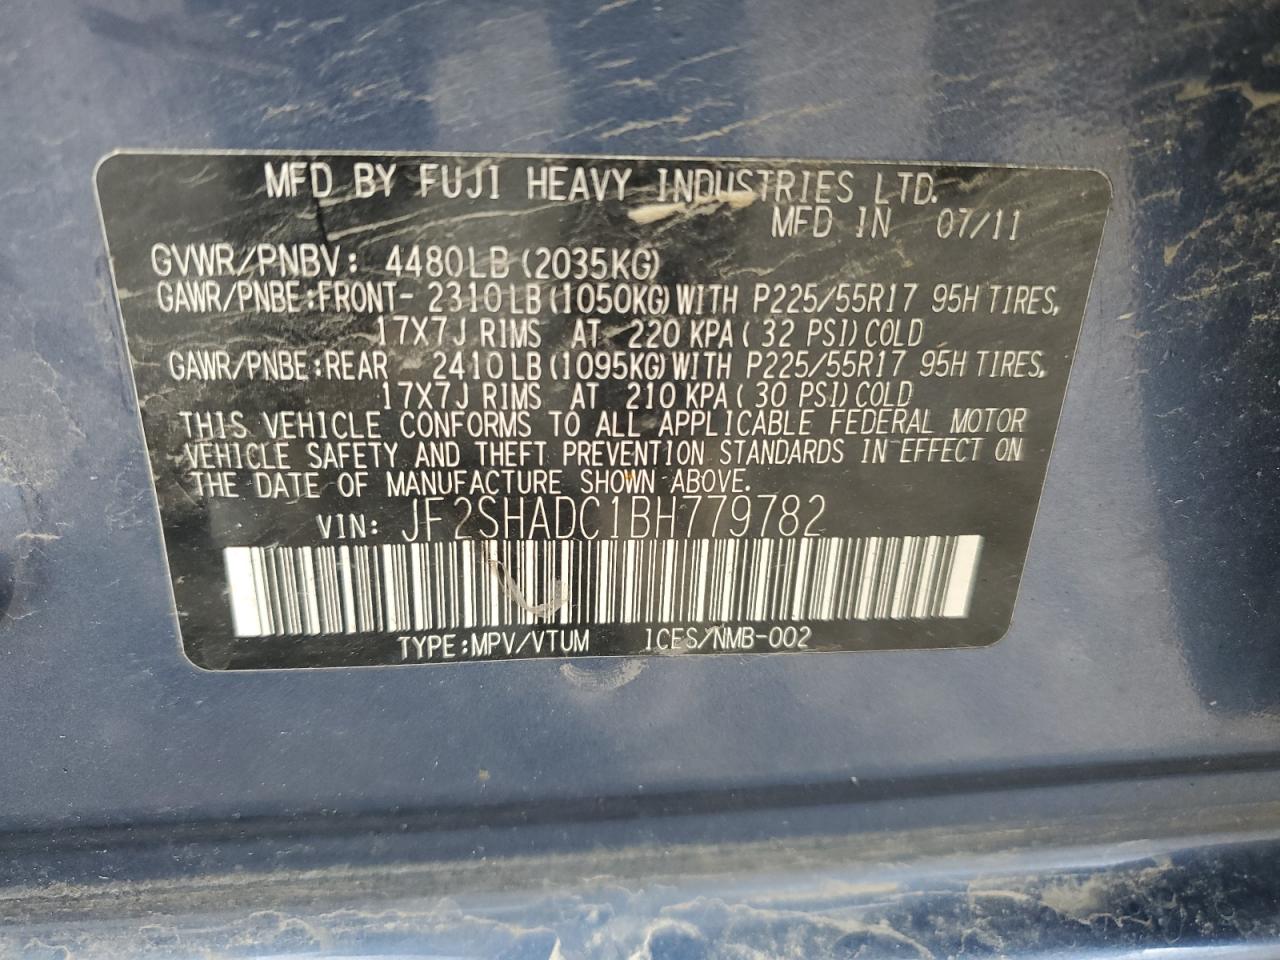 MFD BY FUJI HEAVY INDUSTRIES LTD.
MFD IN 07/11
GVWR/PNBV: 4480LB (2035KG)
GAWR/PNBE:FRONT- 2310LB(1050KG)WITH P225/55R17 95H TIRES,
17X7J RIMS AT 220 KPA( 32 PSI)COLD
GAWR/PNBE:REAR 2410LB(1095KG)WITH P225/55R17 95H TIRES,
17X7J RIMS AT 210 KPA( 30 PSI)COLD
THIS VEHICLE CONFORMS TO ALL APPLICABLE FEDERAL MOTOR
VEHICLE SAFETY AND THEFT PREVENTION STANDARDS IN EFFECT ON
THE DATE OF MANUFACTURE SHOWN ABOVE.
VIN: JF2SHADC1BH779782
TYPE:MPV/VTUM ICES/NMB-002